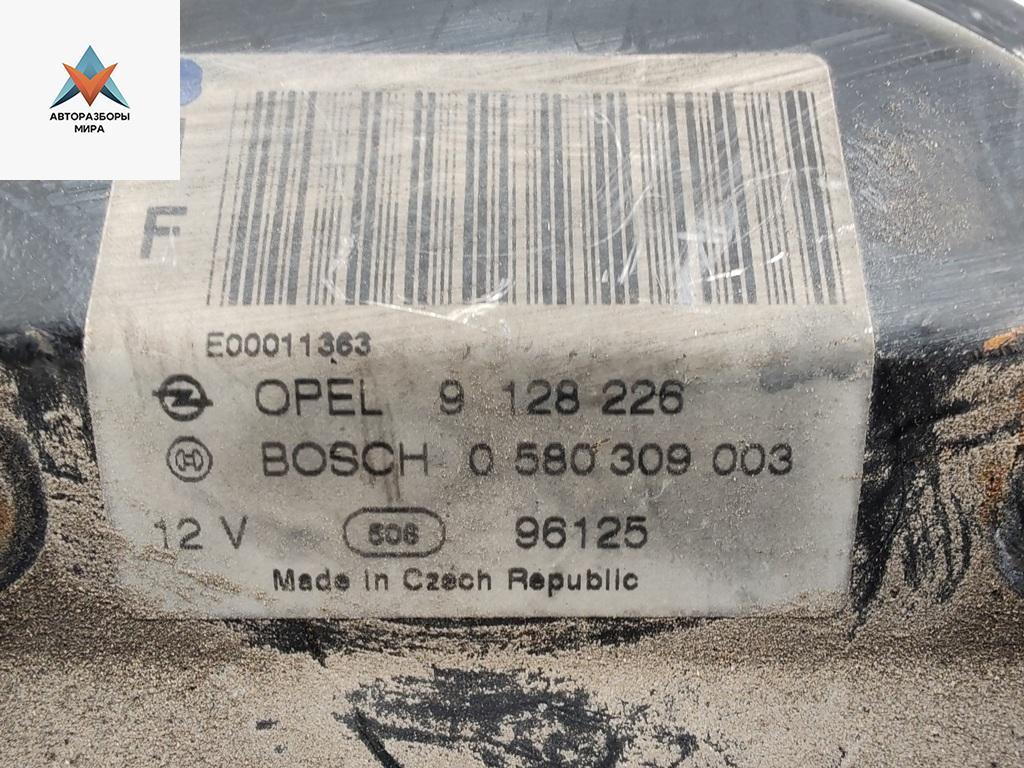 АВТОРАЗБОРЫ
МИРА
F
E00011363
OPEL 9 128 226
BOSCH 0 580 309 003
12 V 506 96125
Made in Czech Republic